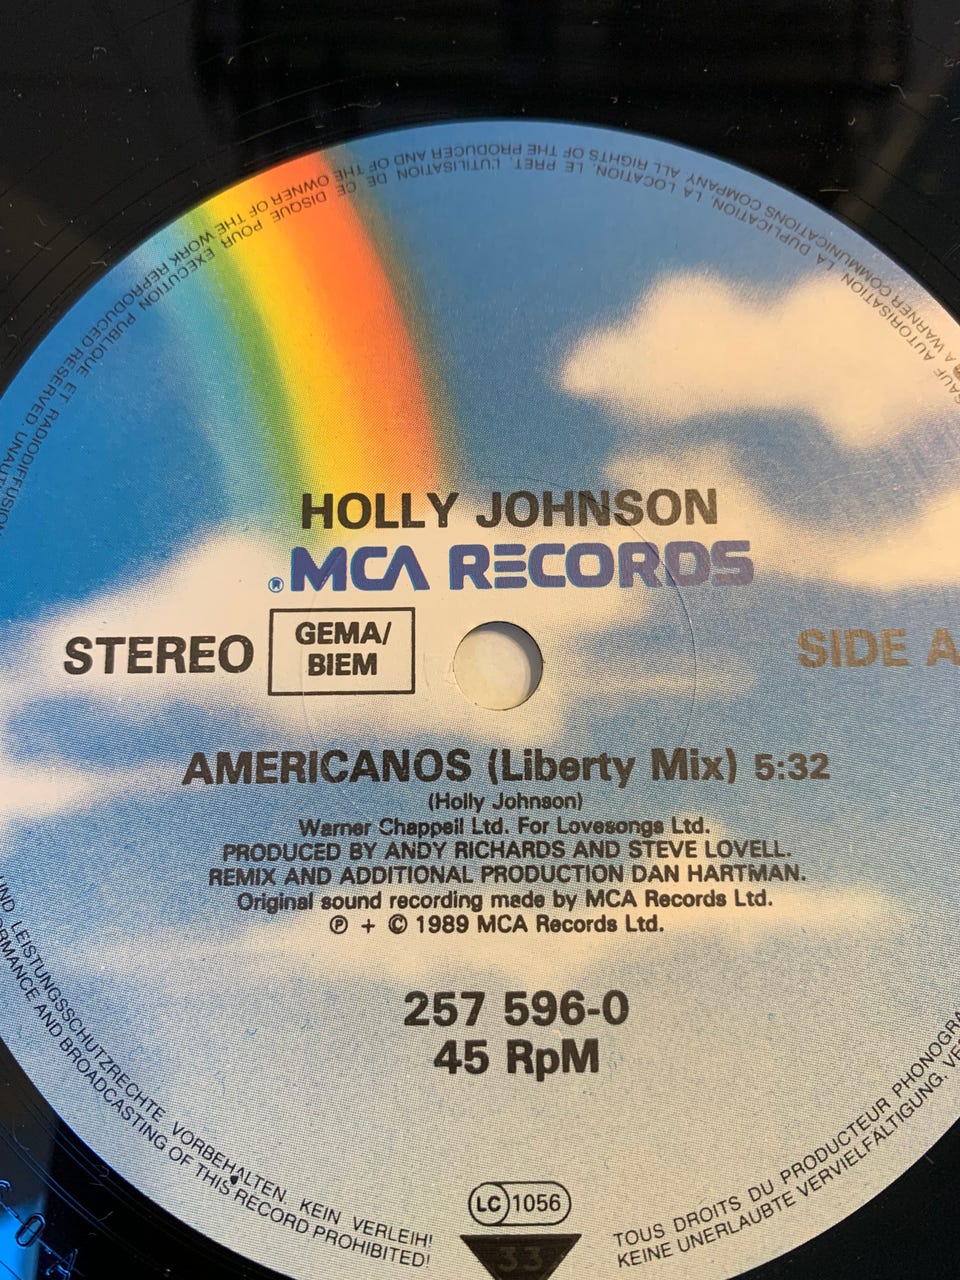 HOLLY JOHNSON
® MCA RECORDS
STEREO
GEMA/
BIEM
SIDE A
AMERICANOS (Liberty Mix) 5:32
(Holly Johnson)
Warner Chappell Ltd. For Lovesongs Ltd.
PRODUCED BY ANDY RICHARDS AND STEVE LOVELL.
REMIX AND ADDITIONAL PRODUCTION DAN HARTMAN.
Original sound recording made by MCA Records Ltd.
℗ + © 1989 MCA Records Ltd.
257 596-0
45 RpM
LC 1056
33
UND LEISTUNGSSCHUTZRECHTE VORBEHALTEN. KEIN VERLEIH!
AND BROADCASTING OF THIS RECORD PROHIBITED!
TOUS DROITS DU PRODUCTEUR
KEINE UNERLAUBTE VERVIELFÄLTIGUNG.
SAUF AUTORISATION, LA DUPLICATION, LA LOCATION, LE PRET, L'UTILISATION DE CE DISQUE POUR EXECUTION PUBLIQUE ET RADIODIFFUSION
A WARNER COMMUNICATIONS COMPANY ALL RIGHTS OF THE PRODUCER AND OF THE OWNER OF THE WORK REPRODUCED RESERVED.